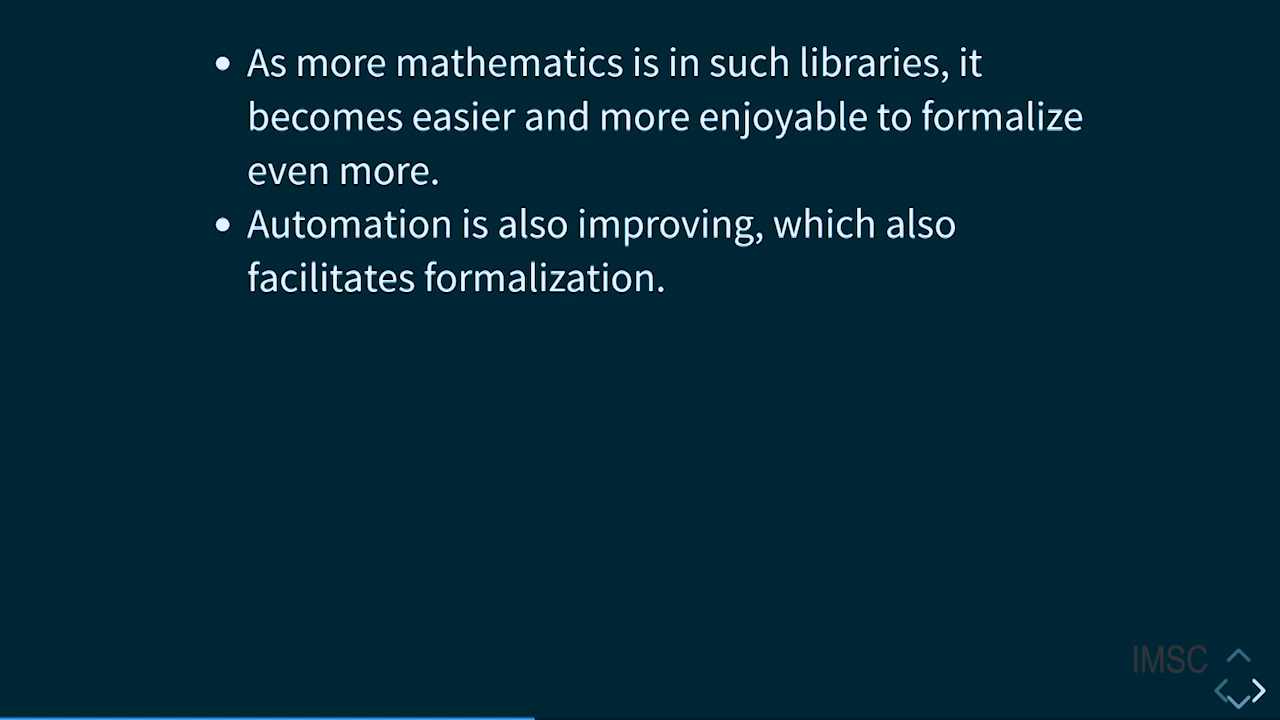 • As more mathematics is in such libraries, it
becomes easier and more enjoyable to formalize
even more.
• Automation is also improving, which also
facilitates formalization.
IMSC